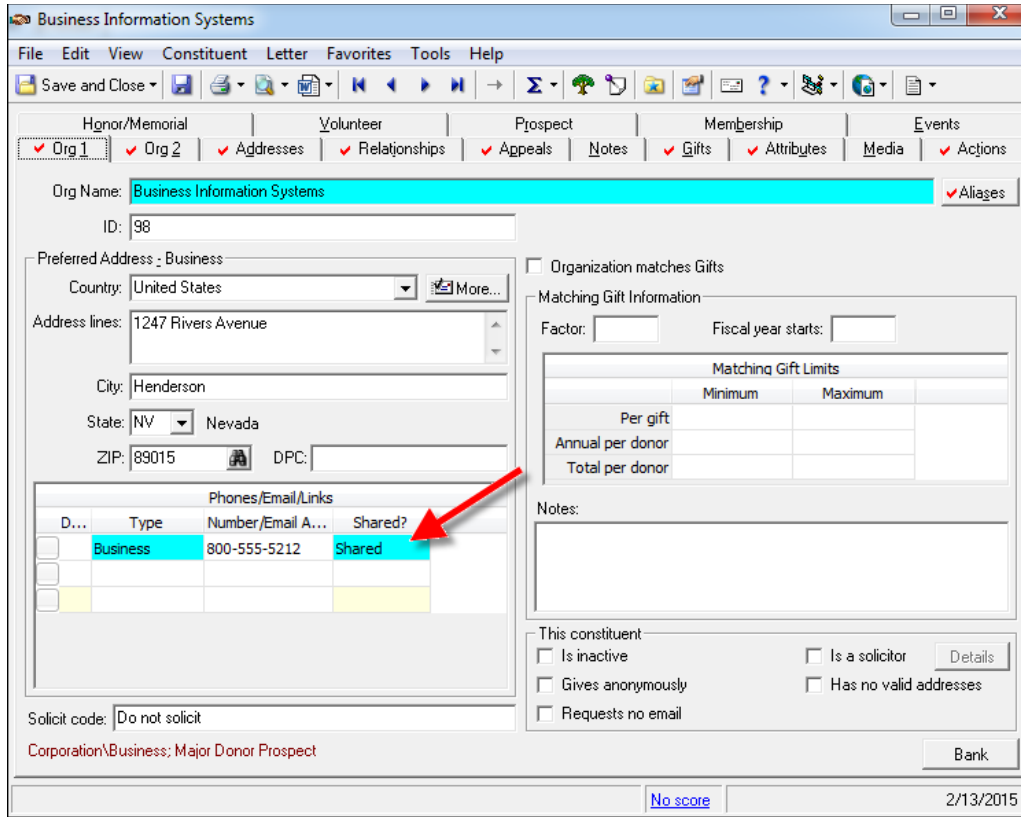 Business Information Systems
File Edit View Constituent Letter Favorites Tools Help
Save and Close
Honor/Memorial Volunteer Prospect Membership Events
Org 1 Org 2 Addresses Relationships Appeals Notes Gifts Attributes Media Actions
Org Name: Business Information Systems Aliases
ID: 98
Preferred Address - Business
Country: United States More...
Address lines: 1247 Rivers Avenue
City: Henderson
State: NV Nevada
ZIP: 89015 DPC:
Phones/Email/Links
D... Type Number/Email A... Shared?
Business 800-555-5212 Shared
Solicit code: Do not solicit
Corporation\Business; Major Donor Prospect
Organization matches Gifts
Matching Gift Information
Factor: Fiscal year starts:
Matching Gift Limits
Minimum Maximum
Per gift
Annual per donor
Total per donor
Notes:
This constituent
Is inactive Is a solicitor Details
Gives anonymously Has no valid addresses
Requests no email
Bank
No score 2/13/2015